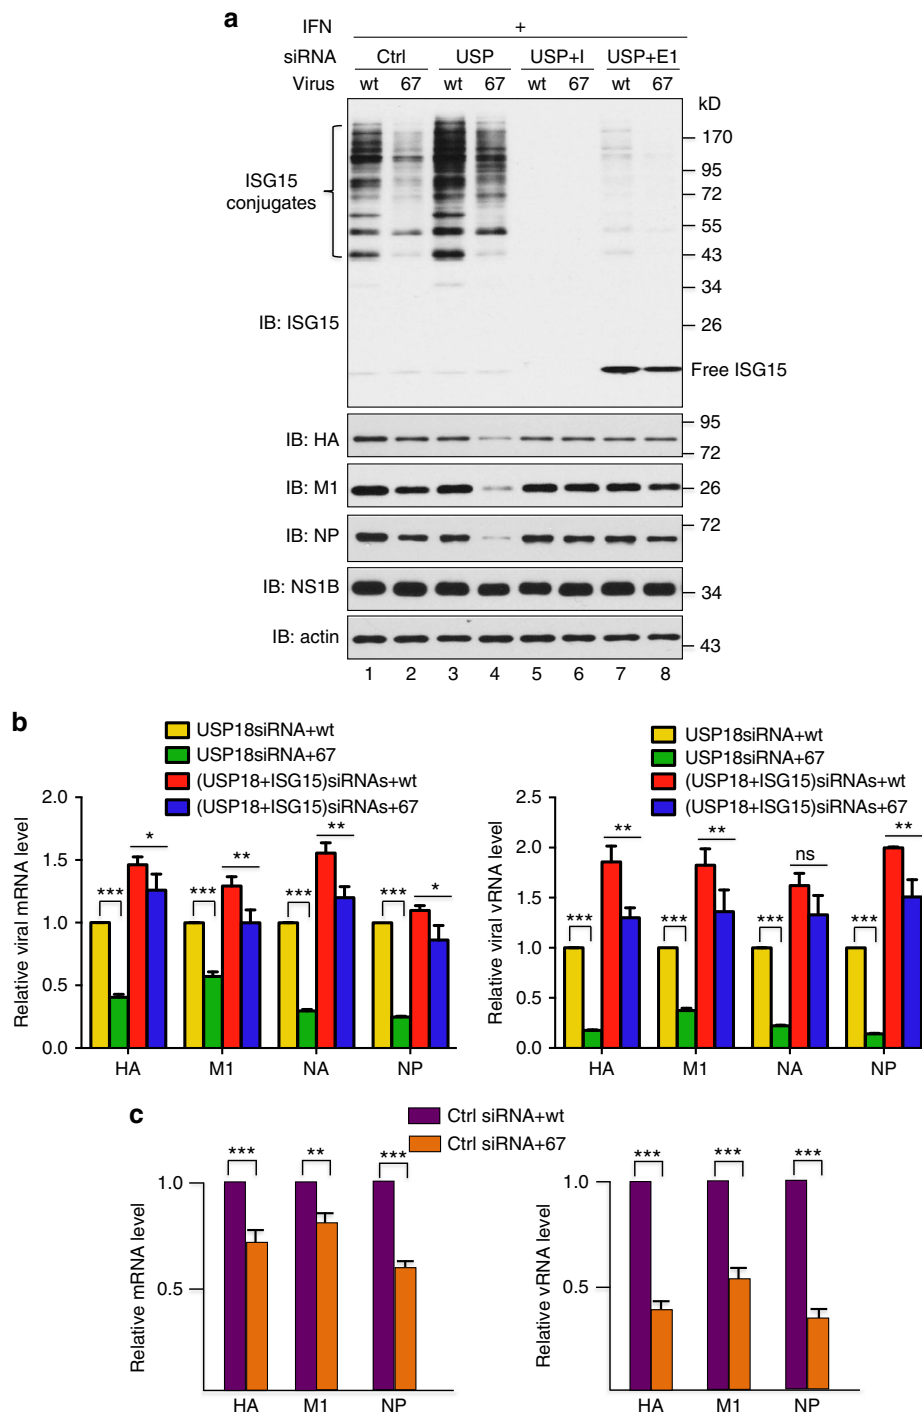 a
IFN +
siRNA Ctrl USP USP+I USP+E1
Virus wt 67 wt 67 wt 67 wt 67
kD
170
95
72
55
43
34
26
ISG15
conjugates
IB: ISG15
Free ISG15
IB: HA
95
72
IB: M1
26
IB: NP
72
IB: NS1B
34
IB: actin
43
1 2 3 4 5 6 7 8
b
USP18siRNA+wt
USP18siRNA+67
(USP18+ISG15)siRNAs+wt
(USP18+ISG15)siRNAs+67
Relative viral mRNA level
2.0
1.5
1.0
0.5
0.0
*** * *** ** *** ** *** *
HA M1 NA NP
USP18siRNA+wt
USP18siRNA+67
(USP18+ISG15)siRNAs+wt
(USP18+ISG15)siRNAs+67
Relative viral vRNA level
2.5
2.0
1.5
1.0
0.5
0.0
*** ** *** ** *** ns *** **
HA M1 NA NP
c
Ctrl siRNA+wt
Ctrl siRNA+67
Relative mRNA level
1.0
0.5
*** ** ***
HA M1 NP
Relative vRNA level
1.0
0.5
*** *** ***
HA M1 NP